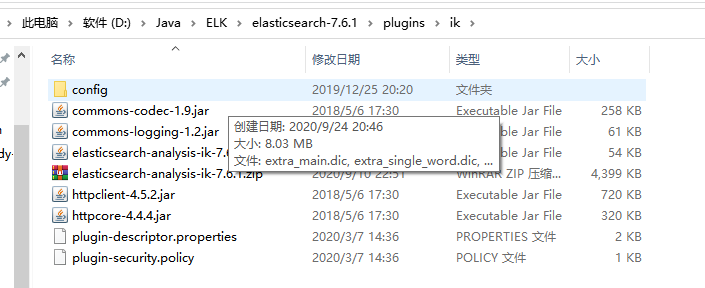 此电脑 › 软件 (D:) › Java › ELK › elasticsearch-7.6.1 › plugins › ik ›
名称 修改日期 类型 大小
config 2019/12/25 20:20 文件夹
commons-codec-1.9.jar 2018/5/6 17:30 Executable Jar File 258 KB
commons-logging-1.2.jar Executable Jar File 61 KB
创建日期: 2020/9/24 20:46
大小: 8.03 MB
文件: extra_main.dic, extra_single_word.dic, ...
elasticsearch-analysis-ik-7.6 Executable Jar File 54 KB
elasticsearch-analysis-ik-7.6.1.zip 2020/9/10 22:51 WinRAR ZIP 压缩... 4,399 KB
httpclient-4.5.2.jar 2018/5/6 17:30 Executable Jar File 720 KB
httpcore-4.4.4.jar 2018/5/6 17:30 Executable Jar File 320 KB
plugin-descriptor.properties 2020/3/7 14:36 PROPERTIES 文件 2 KB
plugin-security.policy 2020/3/7 14:36 POLICY 文件 1 KB